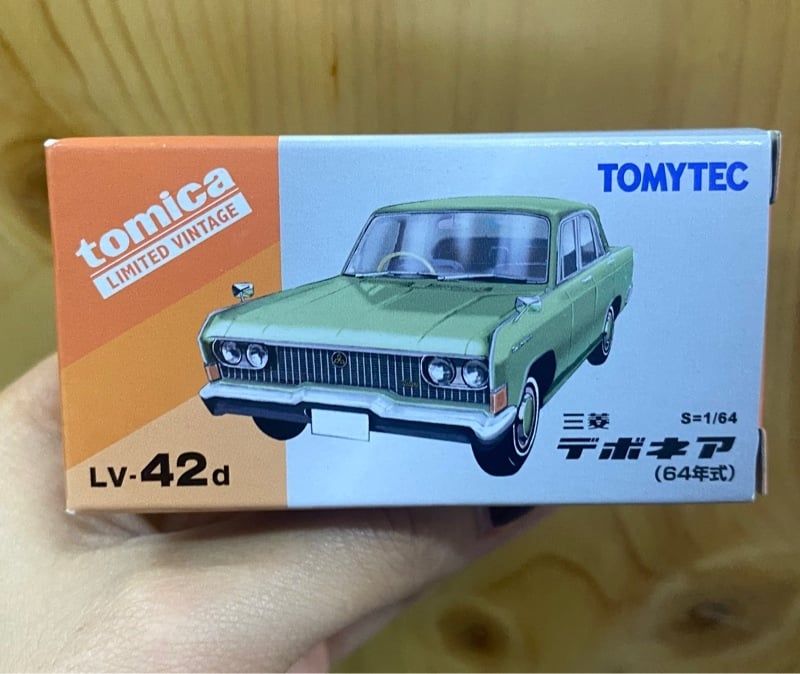 tomica
LIMITED VINTAGE
TOMYTEC
LV-42d
三菱 S=1/64
デボネア
(64年式)